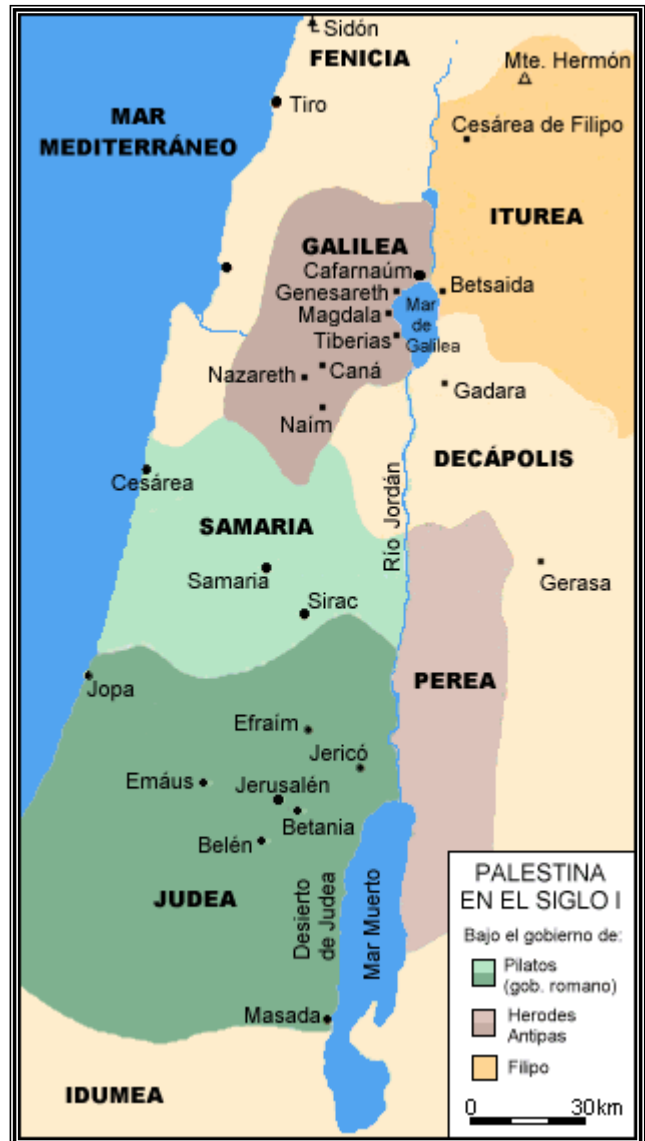 Sidón
FENICIA
Mte. Hermón
Tiro
MAR
MEDITERRÁNEO
Cesárea de Filipo
ITUREA
GALILEA
Cafarnaúm
Genesareth
Betsaida
Magdala
Mar
de
Galilea
Tiberias
Nazareth
Caná
Gadara
Naím
DECÁPOLIS
Cesárea
Río Jordán
SAMARIA
Samaria
Gerasa
Sirac
Jopa
PEREA
Efraím
Jericó
Emáus
Jerusalén
Betania
Belén
JUDEA
Desierto
de Judea
Mar Muerto
Masada
IDUMEA
PALESTINA
EN EL SIGLO I
Bajo el gobierno de:
Pilatos
(gob. romano)
Herodes
Antipas
Filipo
0 30km